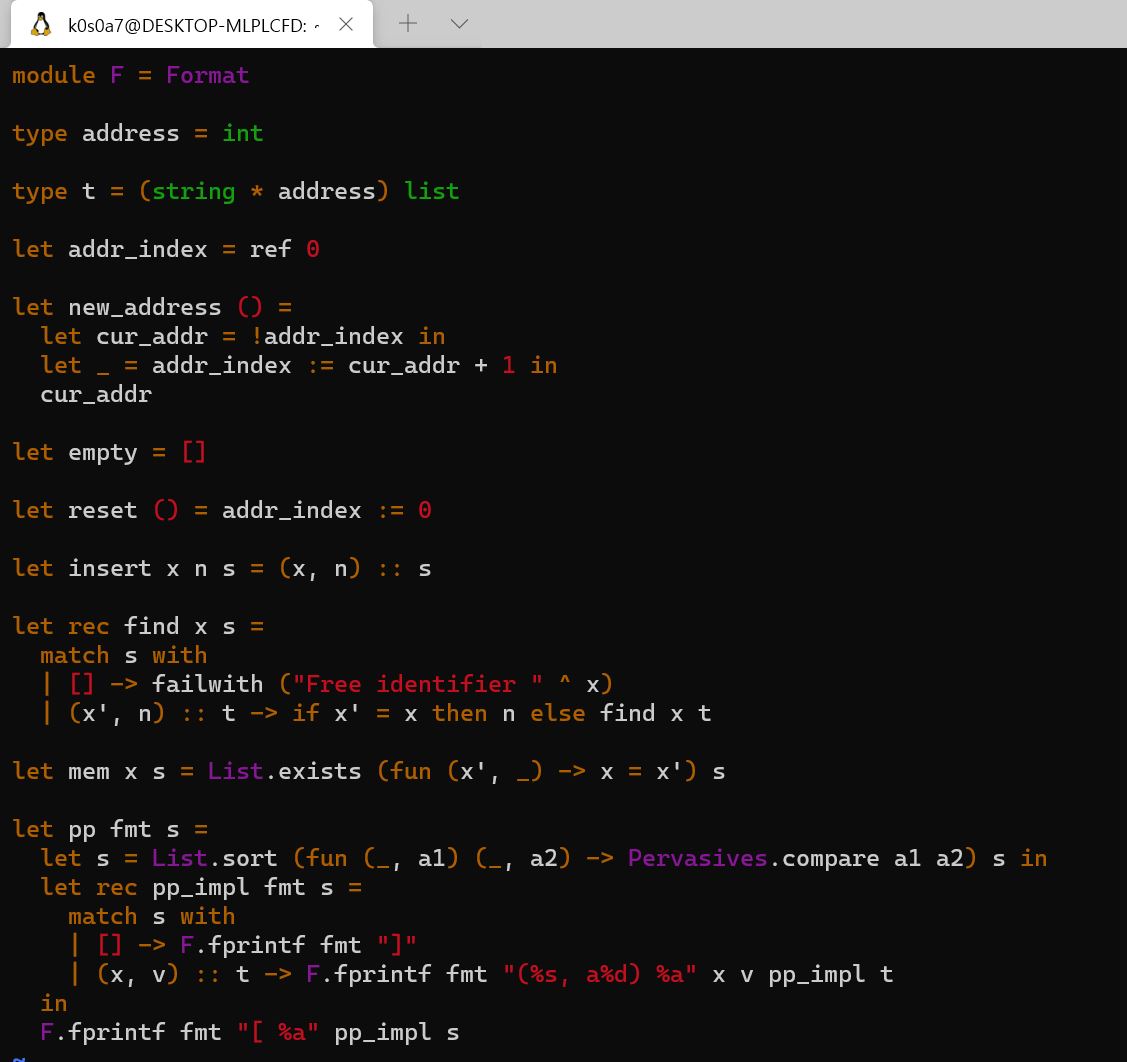 k0s0a7@DESKTOP-MLPLCFD: ~
module F = Format
type address = int
type t = (string * address) list
let addr_index = ref 0
let new_address () =
  let cur_addr = !addr_index in
  let _ = addr_index := cur_addr + 1 in
  cur_addr
let empty = []
let reset () = addr_index := 0
let insert x n s = (x, n) :: s
let rec find x s =
  match s with
  | [] -> failwith ("Free identifier " ^ x)
  | (x', n) :: t -> if x' = x then n else find x t
let mem x s = List.exists (fun (x', _) -> x = x') s
let pp fmt s =
  let s = List.sort (fun (_, a1) (_, a2) -> Pervasives.compare a1 a2) s in
  let rec pp_impl fmt s =
    match s with
    | [] -> F.fprintf fmt "]"
    | (x, v) :: t -> F.fprintf fmt "(%s, a%d) %a" x v pp_impl t
  in
  F.fprintf fmt "[ %a" pp_impl s
~